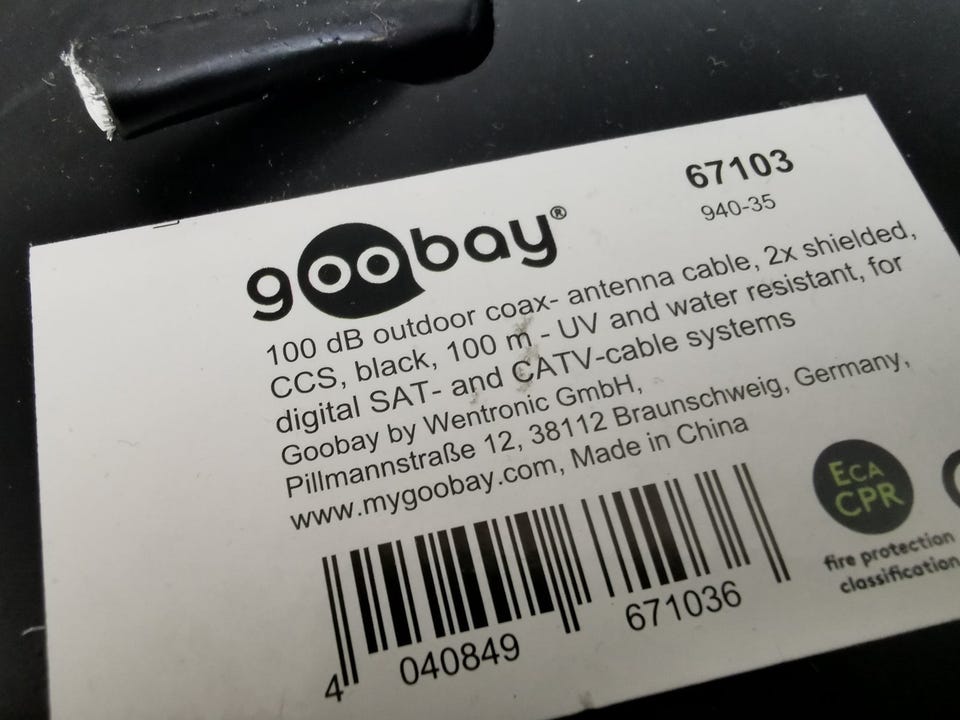 67103
940-35
goobay®
100 dB outdoor coax- antenna cable, 2x shielded,
CCS, black, 100 m - UV and water resistant, for
digital SAT- and CATV-cable systems
Goobay by Wentronic GmbH,
Pillmannstraße 12, 38112 Braunschweig, Germany,
www.mygoobay.com, Made in China
4 040849 671036
ECA
CPR
fire protection
classification